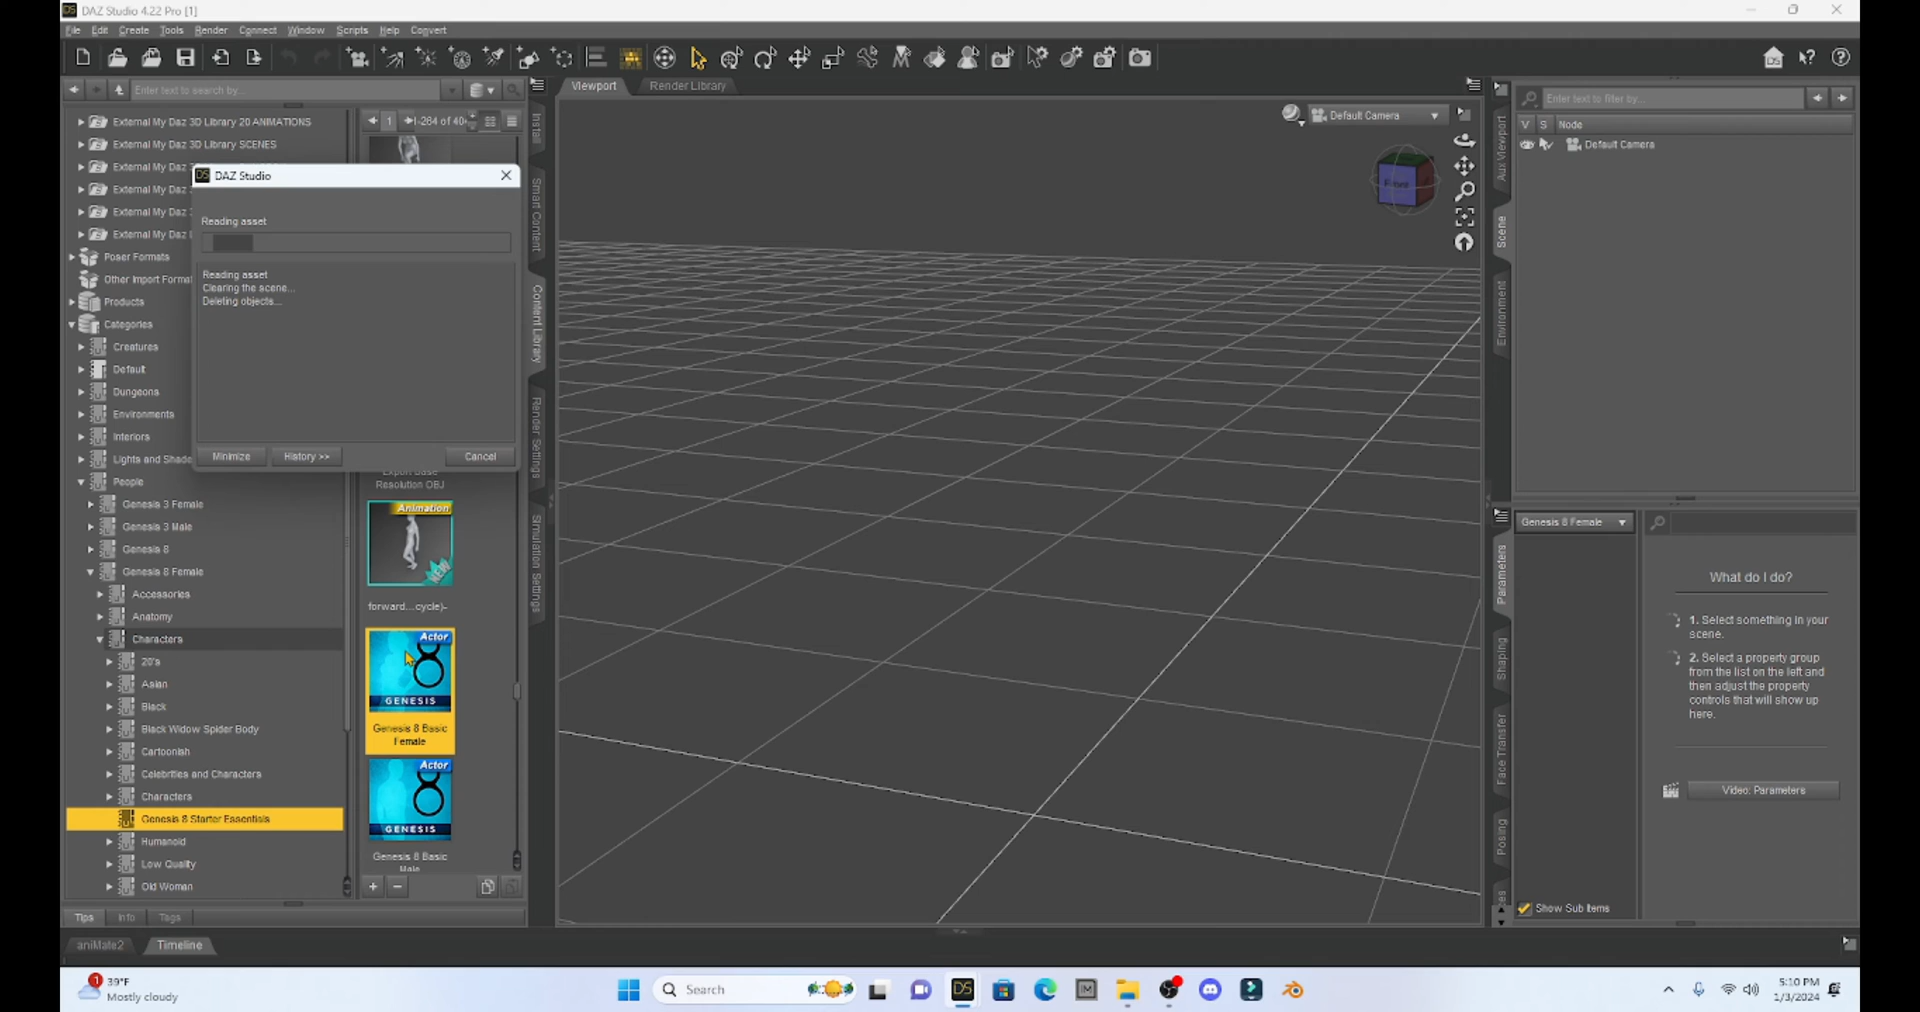 DAZ Studio 4.22 Pro [1]
File Edit Create Tools Render Connect Window Scripts Help Convert
Enter text to search by...
External My Daz 3D Library 20 ANIMATIONS
External My Daz 3D Library SCENES
External My Daz
External My Daz
External My Daz
External My Daz
Poser Formats
Other Import Format
Products
Categories
Creatures
Default
Dungeons
Environments
Interiors
Lights and Shade
People
Genesis 3 Female
Genesis 3 Male
Genesis 8
Genesis 8 Female
Accessories
Anatomy
Characters
20's
Asian
Black
Black Widow Spider Body
Cartoonish
Celebrities and Characters
Characters
Genesis 8 Starter Essentials
Humanoid
Low Quality
Old Woman
Tips Info Tags
aniMate2 Timeline
DAZ Studio
Reading asset
Reading asset
Clearing the scene...
Deleting objects...
Minimize History >> Cancel
1
Export Base
Resolution OBJ
Animation
NEW
forward...cycle)-
Actor
8
GENESIS
Genesis 8 Basic
Female
Actor
8
GENESIS
Genesis 8 Basic
Male
Install
Smart Content
Content Library
Render Settings
Simulation Settings
Viewport Render Library
Default Camera
Front
Aux Viewport
Scene
Environment
Enter text to filter by...
V S Node
Default Camera
Parameters
Shaping
Face Transfer
Posing
Genesis 8 Female
What do I do?
1. Select something in your
scene.
2. Select a property group
from the list on the left and
then adjust the property
controls that will show up
here.
Video: Parameters
Show Sub Items
1
39°F
Mostly cloudy
Search
5:10 PM
1/3/2024